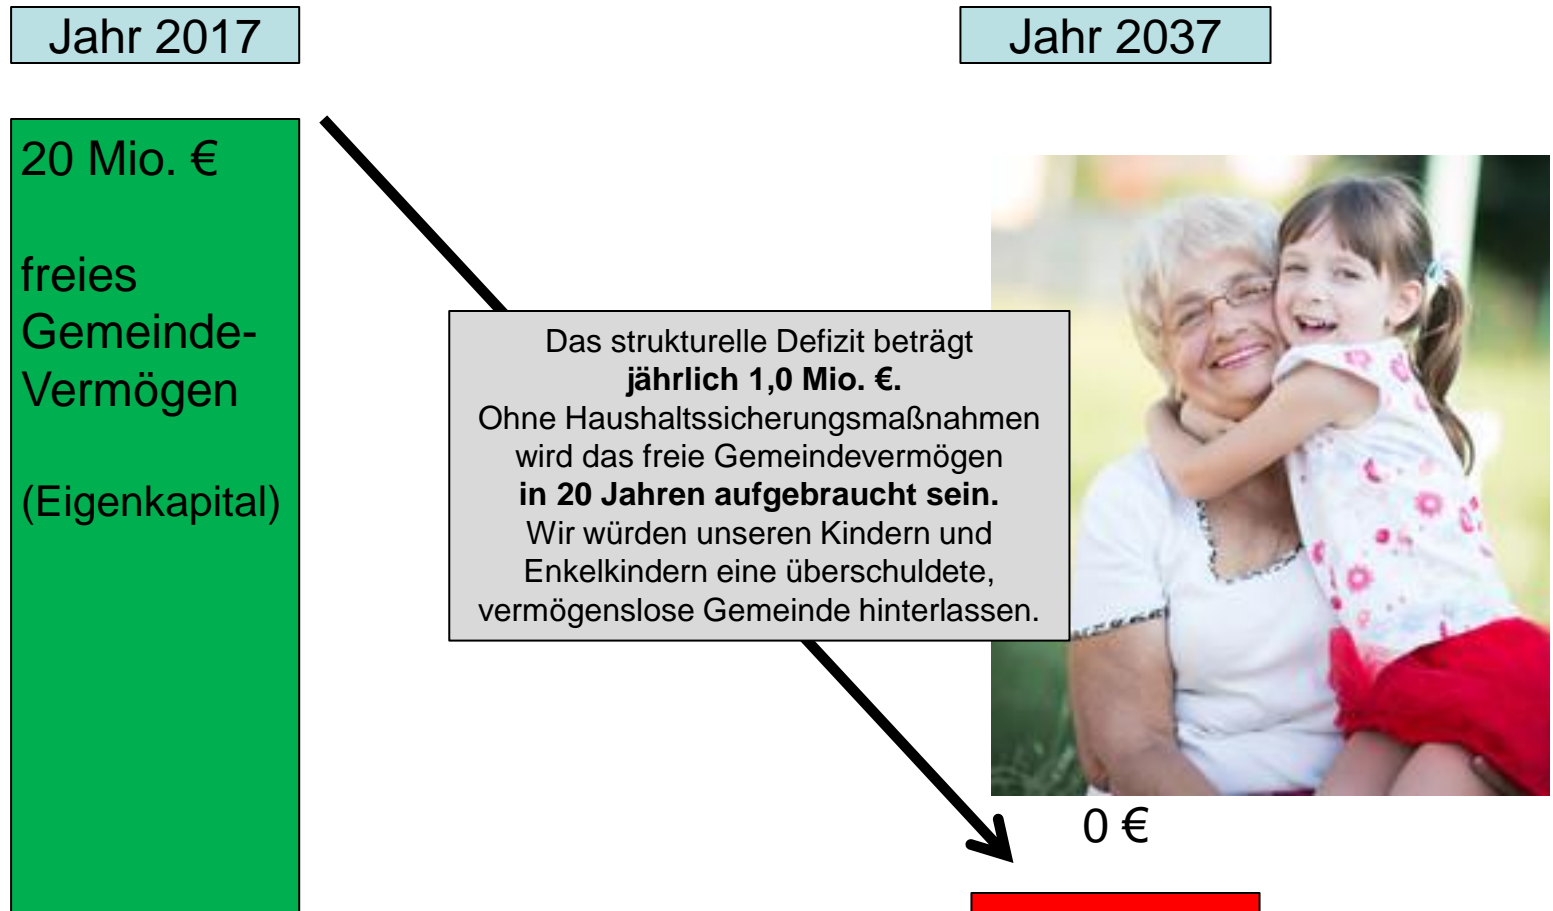 Jahr 2017
Jahr 2037
20 Mio. €
freies
Gemeinde-
Vermögen
(Eigenkapital)
Das strukturelle Defizit beträgt
jährlich 1,0 Mio. €.
Ohne Haushaltssicherungsmaßnahmen
wird das freie Gemeindevermögen
in 20 Jahren aufgebraucht sein.
Wir würden unseren Kindern und
Enkelkindern eine überschuldete,
vermögenslose Gemeinde hinterlassen.
0 €